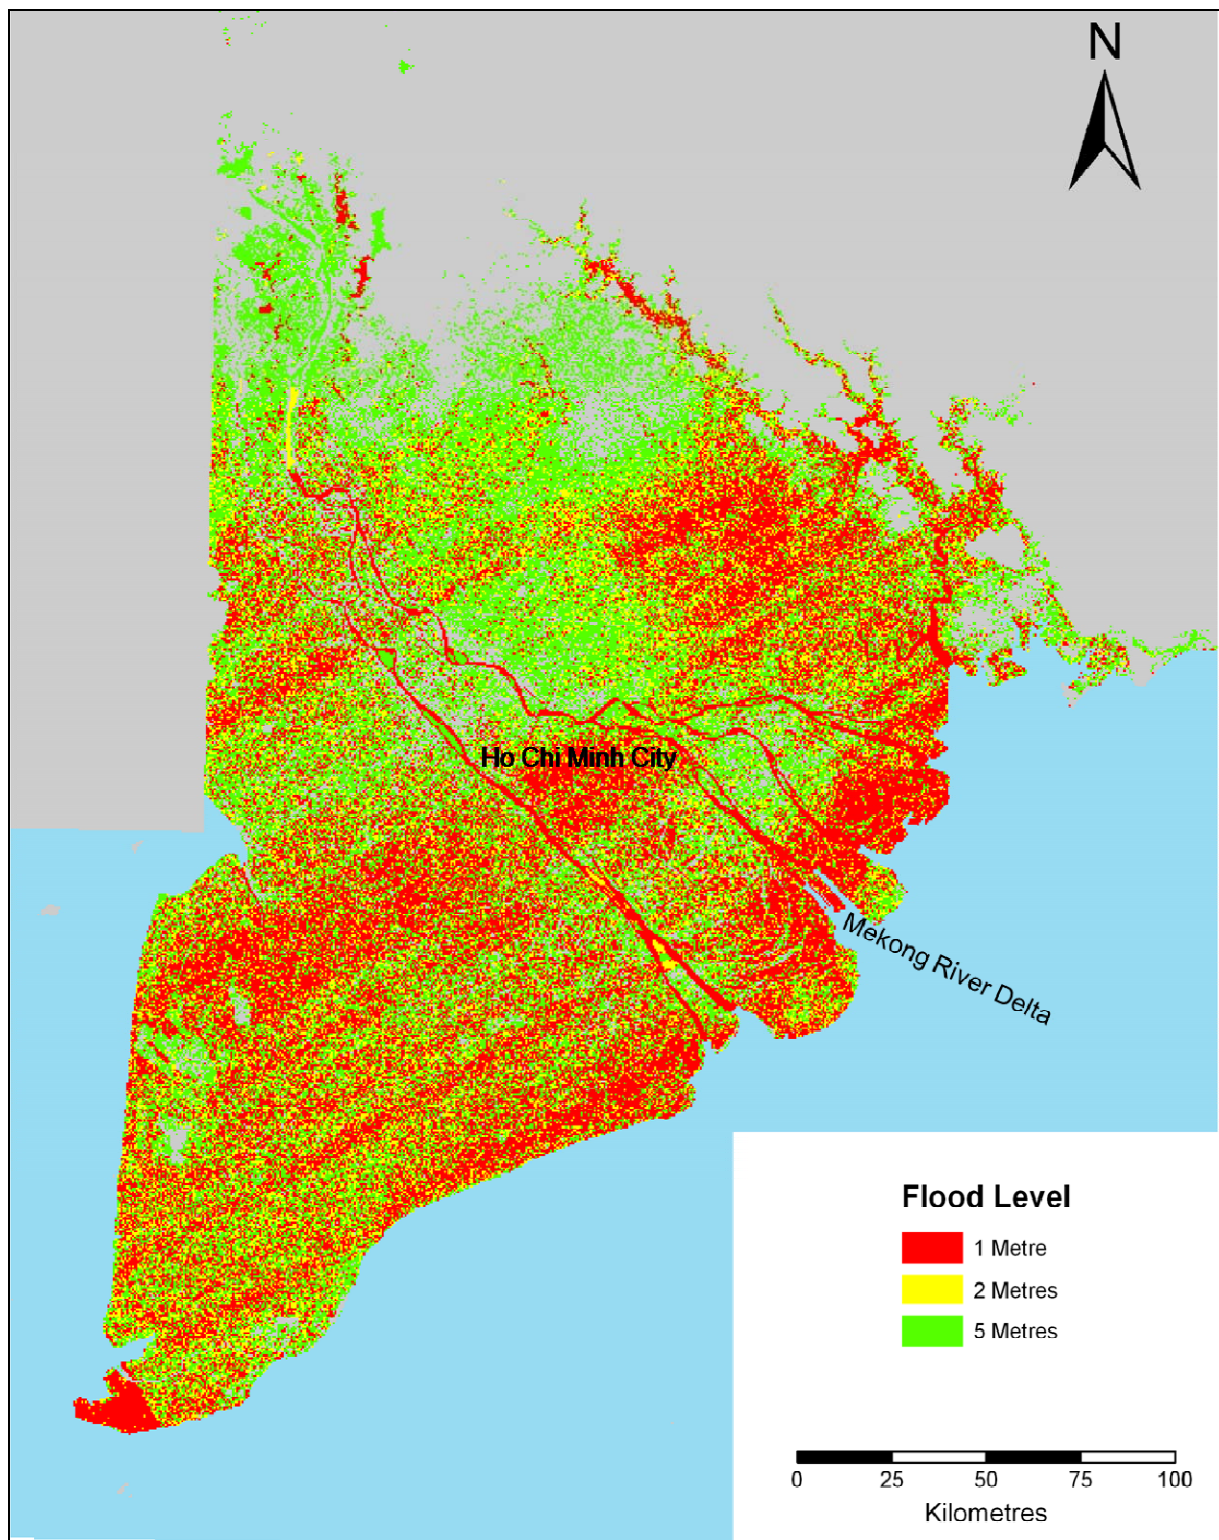 N
Ho Chi Minh City
Mekong River Delta
Flood Level
1 Metre
2 Metres
5 Metres
0 25 50 75 100
Kilometres